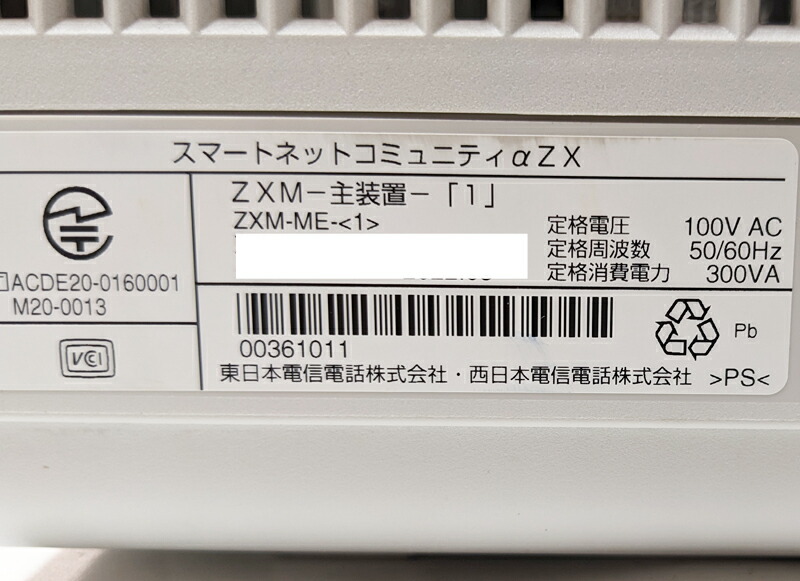 スマートネットコミュニティαZX
ZXM－主装置－「1」
ZXM-ME-<1>
定格電圧 100V AC
定格周波数 50/60Hz
定格消費電力 300VA
ACDE20-0160001
M20-0013
VCI
00361011
Pb
東日本電信電話株式会社・西日本電信電話株式会社 >PS<